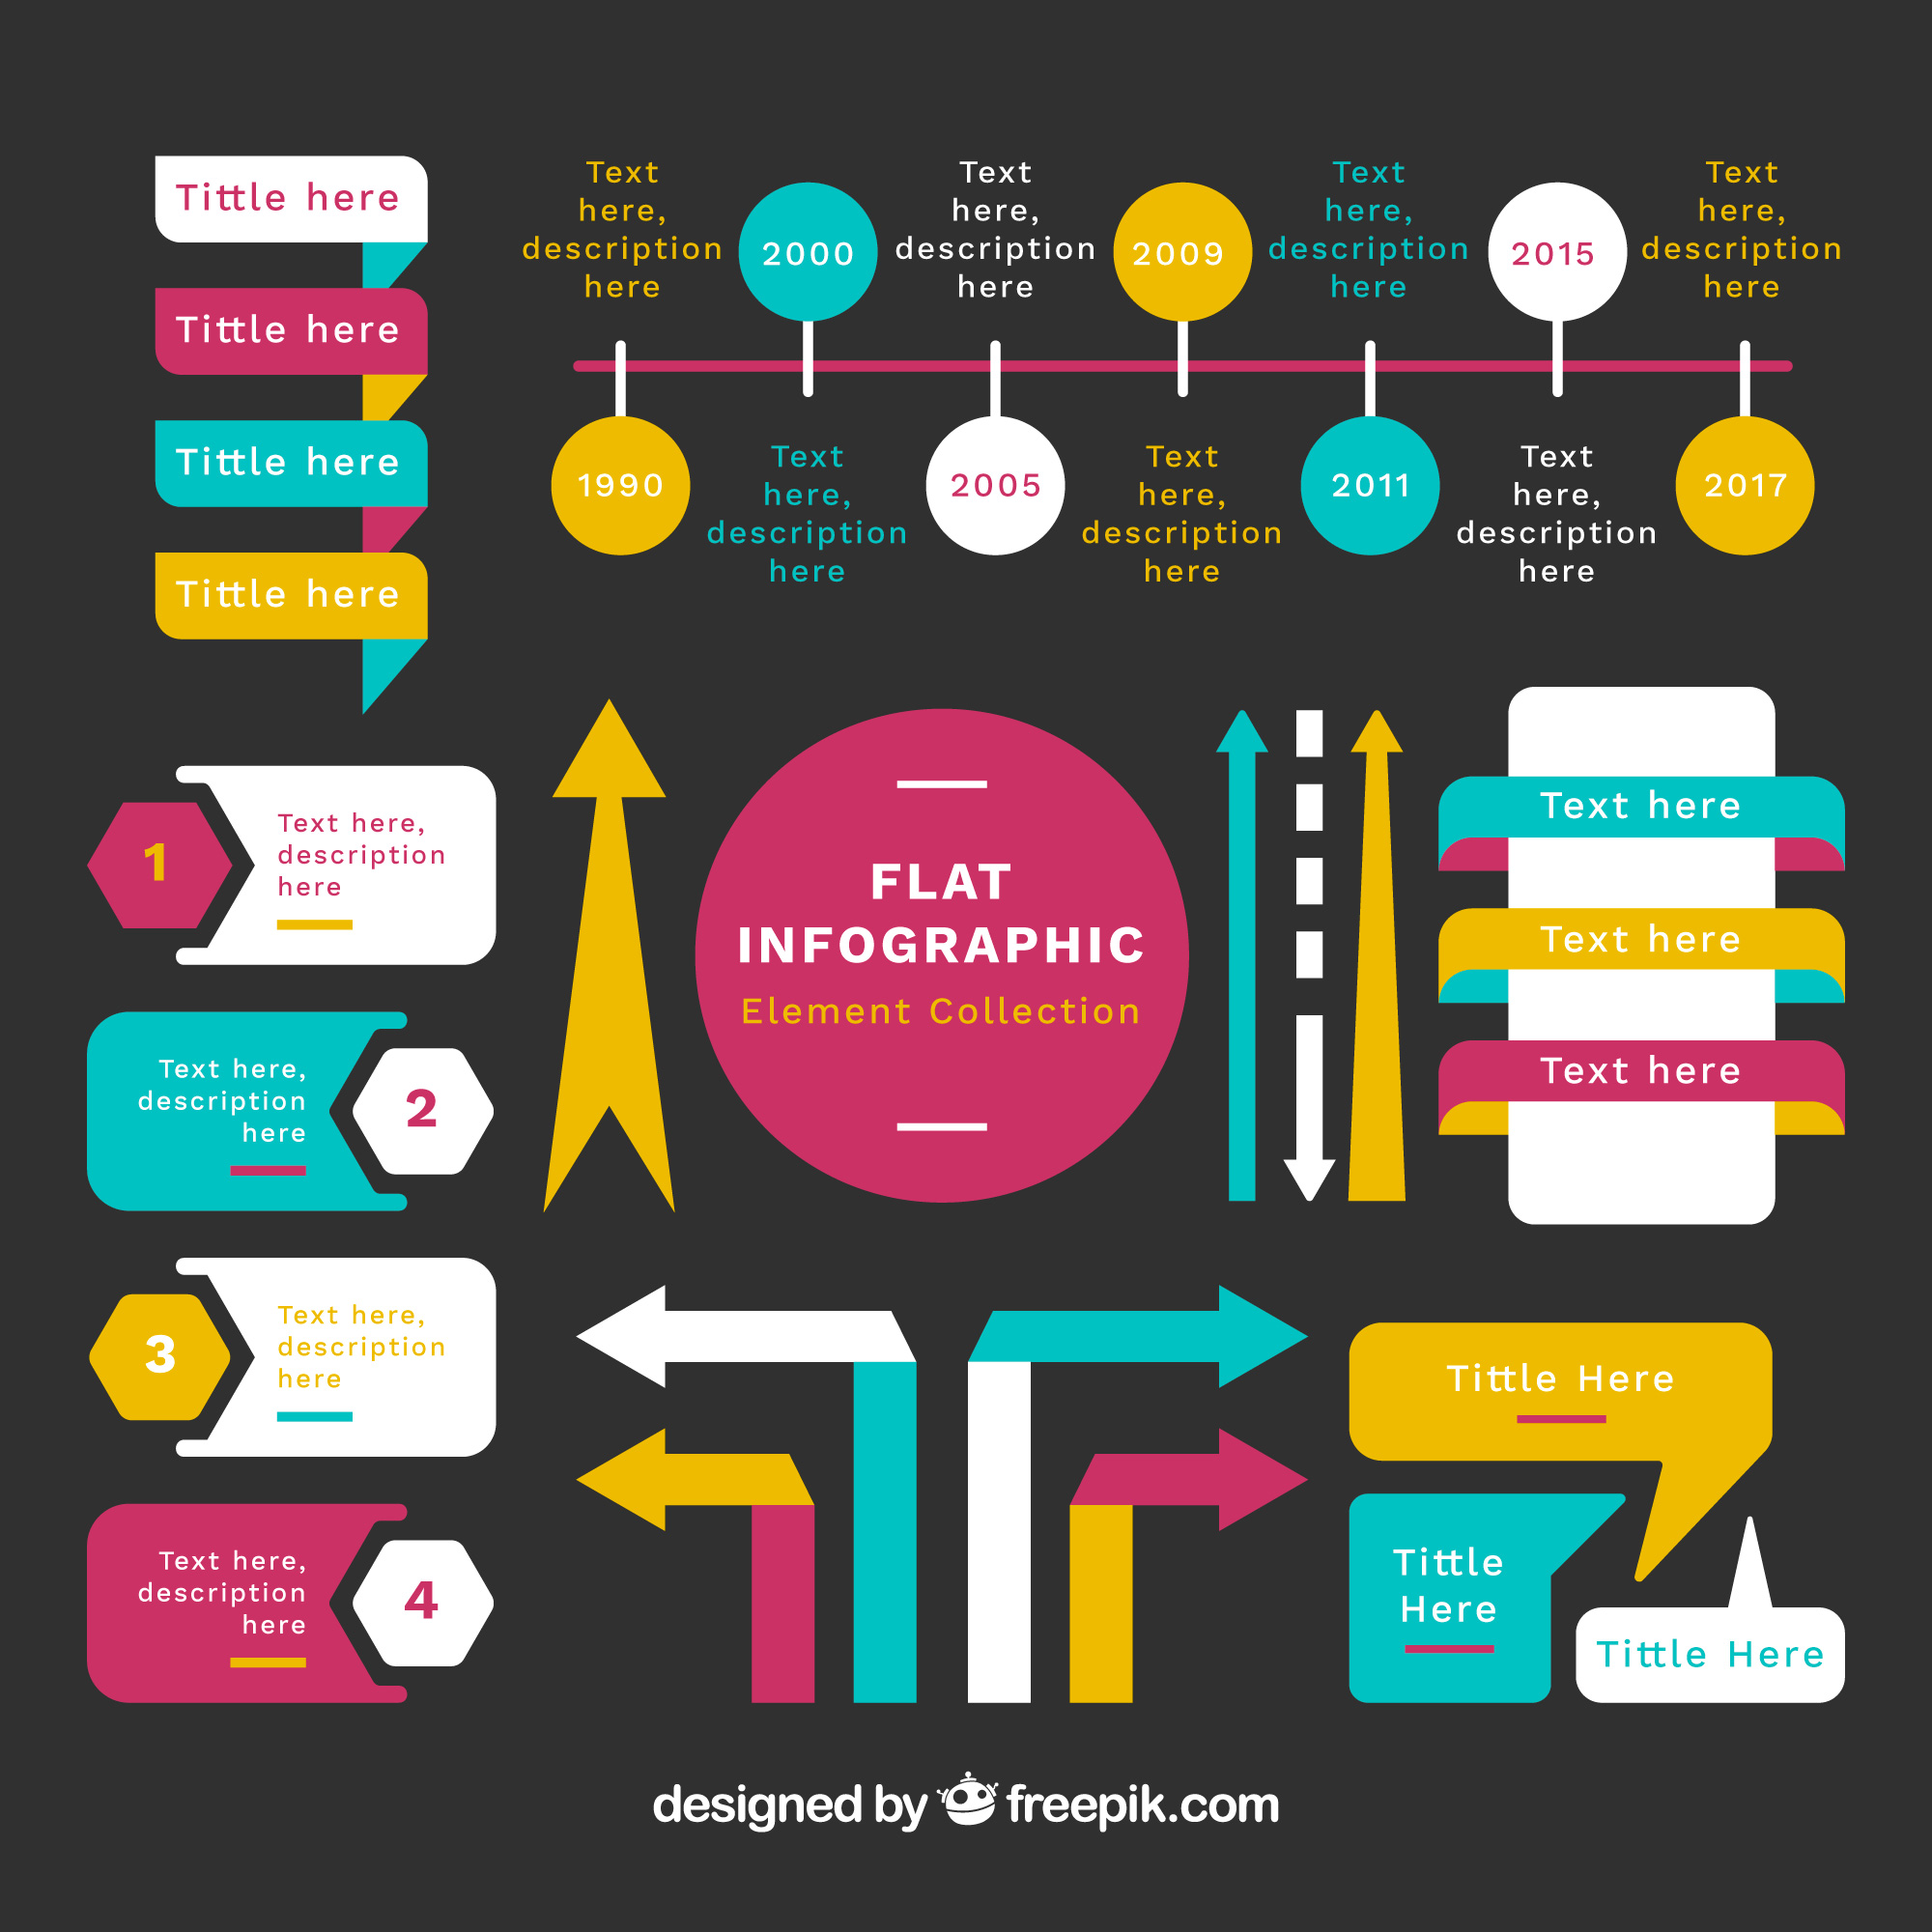 Tittle here
Tittle here
Tittle here
Tittle here
Text
here,
description
here
2000
Text
here,
description
here
2009
Text
here,
description
here
2015
Text
here,
description
here
1990
Text
here,
description
here
2005
Text
here,
description
here
2011
Text
here,
description
here
2017
1
Text here,
description
here
Text here,
description
here
2
3
Text here,
description
here
Text here,
description
here
4
FLAT
INFOGRAPHIC
Element Collection
Text here
Text here
Text here
Tittle Here
Tittle
Here
Tittle Here
designed by freepik.com